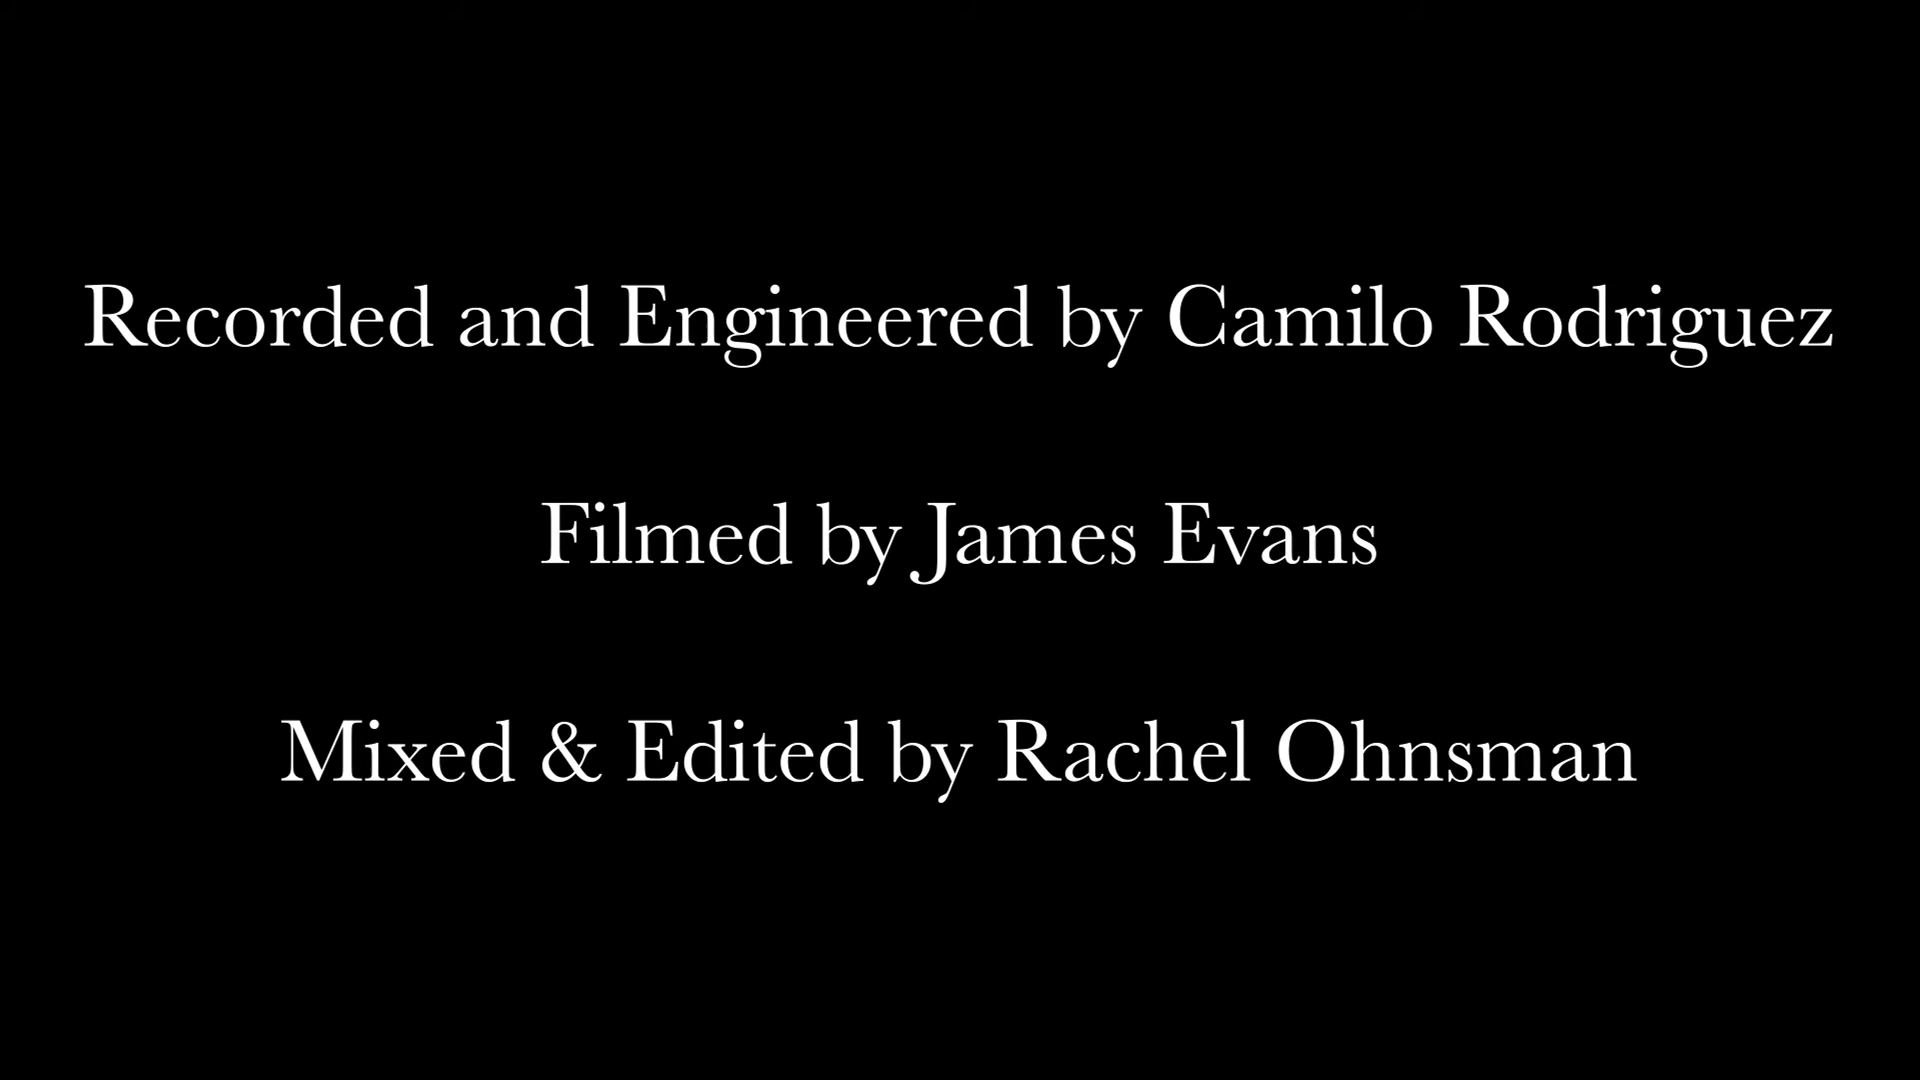 Recorded and Engineered by Camilo Rodriguez
Filmed by James Evans
Mixed & Edited by Rachel Ohnsman